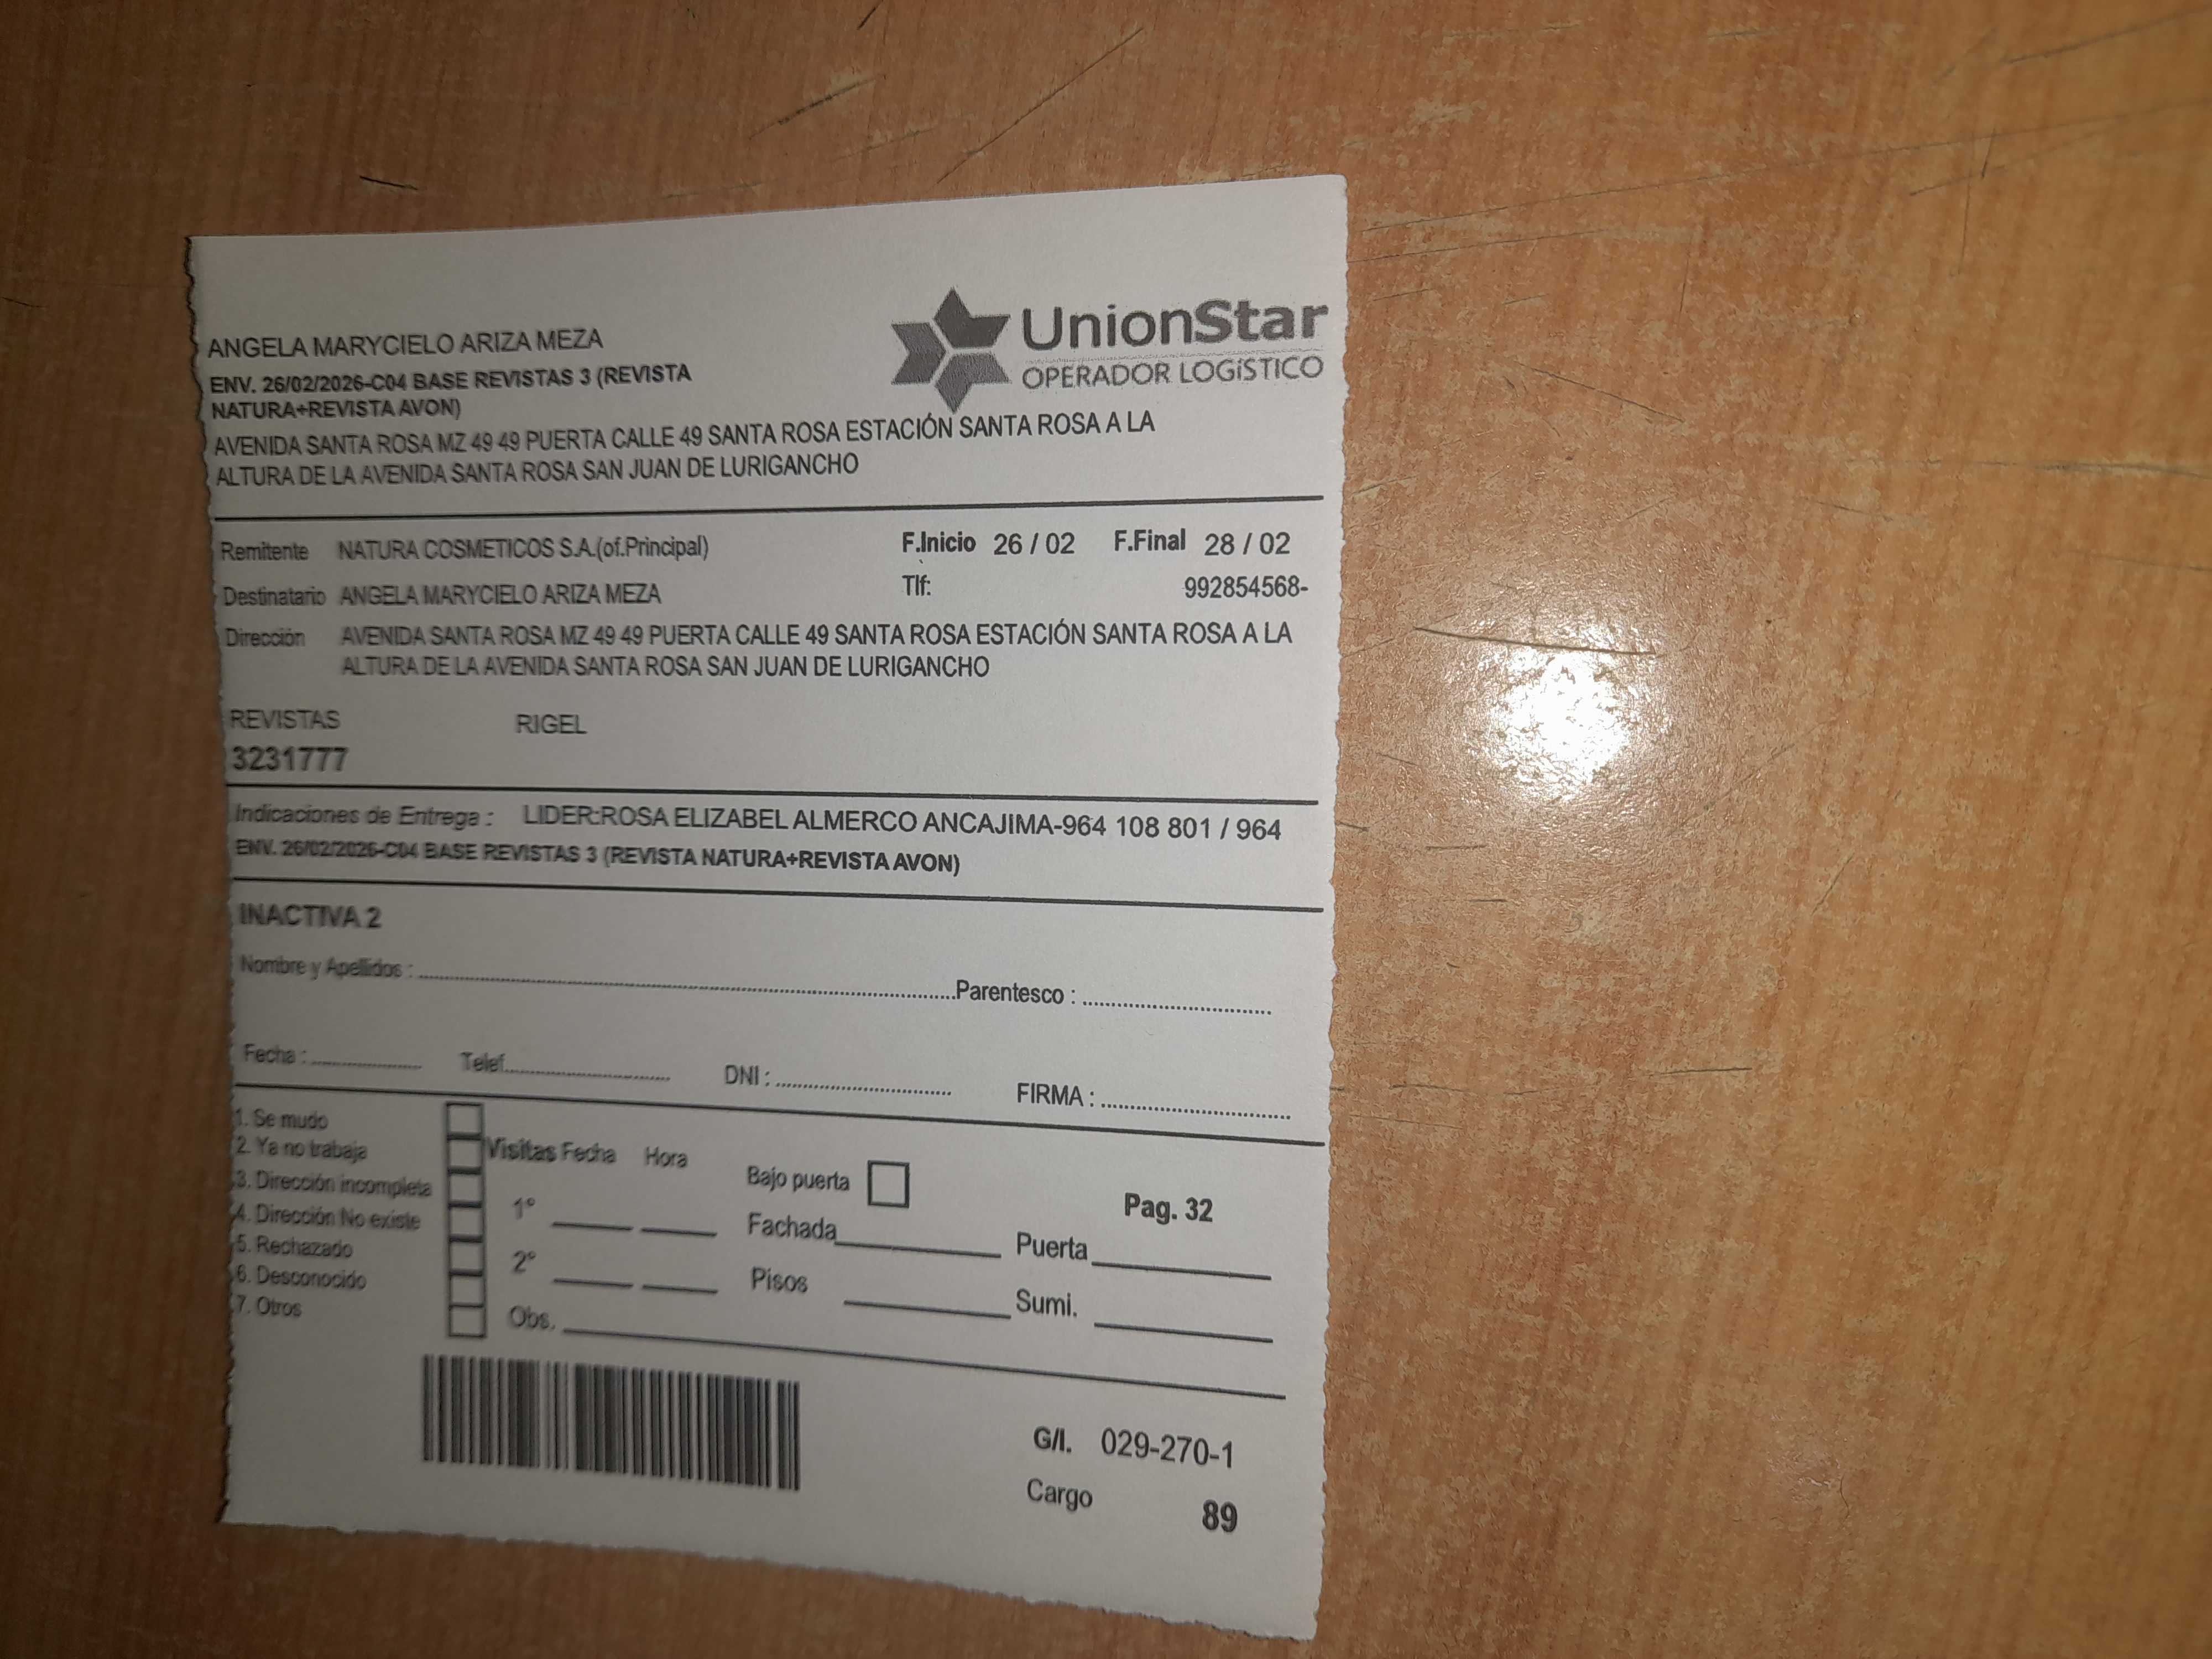 UnionStar
OPERADOR LOGíSTICO
ANGELA MARYCIELO ARIZA MEZA
ENV. 26/02/2026-C04 BASE REVISTAS 3 (REVISTA
NATURA+REVISTA AVON)
AVENIDA SANTA ROSA MZ 49 49 PUERTA CALLE 49 SANTA ROSA ESTACIÓN SANTA ROSA A LA
ALTURA DE LA AVENIDA SANTA ROSA SAN JUAN DE LURIGANCHO
Remitente NATURA COSMETICOS S.A.(of.Principal) F.Inicio 26 / 02 F.Final 28 / 02
Destinatario ANGELA MARYCIELO ARIZA MEZA Tlf: 992854568-
Dirección AVENIDA SANTA ROSA MZ 49 49 PUERTA CALLE 49 SANTA ROSA ESTACIÓN SANTA ROSA A LA
ALTURA DE LA AVENIDA SANTA ROSA SAN JUAN DE LURIGANCHO
REVISTAS RIGEL
3231777
Indicaciones de Entrega : LIDER:ROSA ELIZABEL ALMERCO ANCAJIMA-964 108 801 / 964
ENV. 26/02/2026-C04 BASE REVISTAS 3 (REVISTA NATURA+REVISTA AVON)
INACTIVA 2
Nombre y Apellidos : Parentesco :
Fecha : Telef. DNI : FIRMA :
1. Se mudo
2. Ya no trabaja
3. Dirección incompleta
4. Dirección No existe
5. Rechazado
6. Desconocido
7. Otros
Visitas Fecha Hora
1°
2°
Obs.
Bajo puerta
Fachada
Pisos
Pag. 32
Puerta
Sumi.
G/I. 029-270-1
Cargo 89